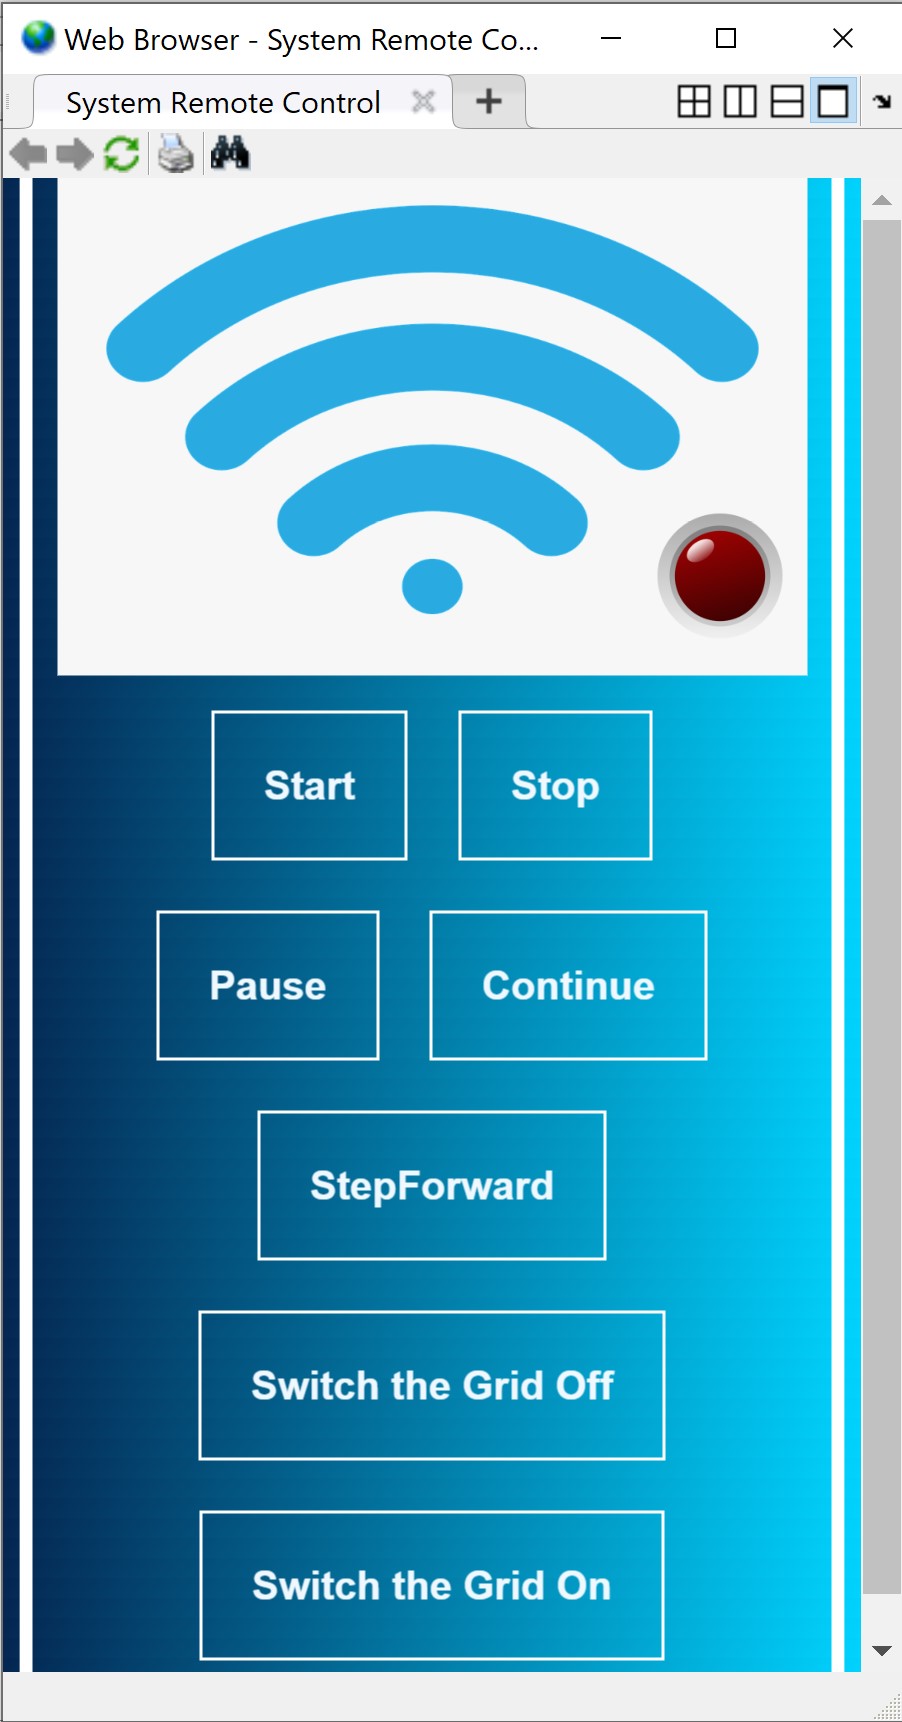 Web Browser - System Remote Co...
System Remote Control
Start Stop
Pause Continue
StepForward
Switch the Grid Off
Switch the Grid On